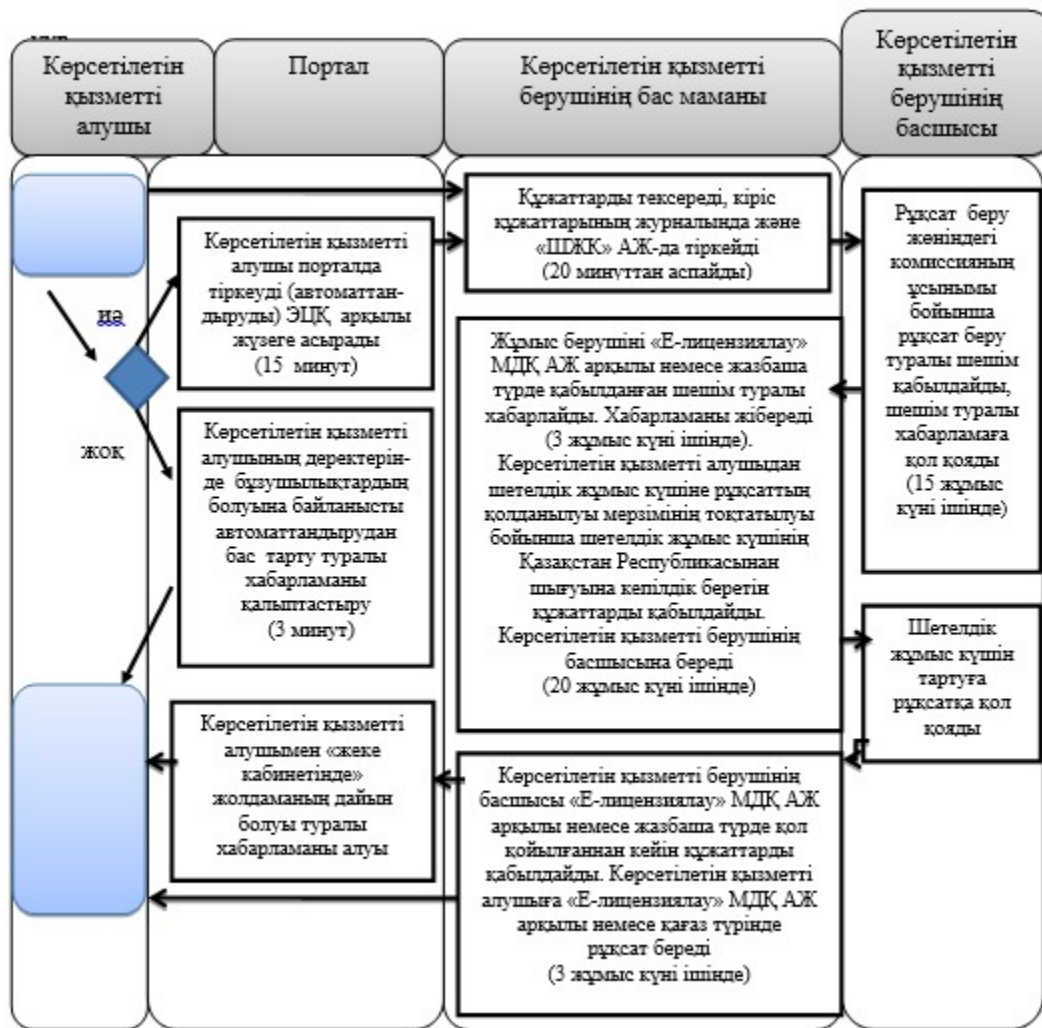 Көрсетілетін
қызметті
алушы
Портал
Көрсетілетін қызметті
берушінің бас маманы
Көрсетілетін
қызметті
берушінің
басшысы
иә
жоқ
Көрсетілетін қызметті
алушы порталда
тіркеуді (автоматтан-
дыруды) ЭЦҚ арқылы
жүзеге асырады
(15 минут)
Көрсетілетін қызметті
алушының деректерін-
де бұзушылықтардың
болуына байланысты
автоматтандырудан
бас тарту туралы
хабарламаны
қалыптастыру
(3 минут)
Көрсетілетін қызметті
алушымен «жеке
кабинетінде»
жолдаманың дайын
болуы туралы
хабарламаны алуы
Құжаттарды тексереді, кіріс
құжаттарының журналында және
«ШЖК» АЖ-да тіркейді
(20 минуттан аспайды)
Жұмыс берушіні «Е-лицензиялау»
МДҚ АЖ арқылы немесе жазбаша
түрде қабылданған шешім туралы
хабарлайды. Хабарламаны жібереді
(3 жұмыс күні ішінде).
Көрсетілетін қызметті алушыдан
шетелдік жұмыс күшіне рұқсаттың
қолданылуы мерзімінің тоқтатылуы
бойынша шетелдік жұмыс күшінің
Қазақстан Республикасынан
шығуына кепілдік беретін
құжаттарды қабылдайды.
Көрсетілетін қызметті берушінің
басшысына береді
(20 жұмыс күні ішінде)
Көрсетілетін қызметті берушінің
басшысы «Е-лицензиялау» МДҚ АЖ
арқылы немесе жазбаша түрде қол
қойылғаннан кейін құжаттарды
қабылдайды. Көрсетілетін қызметті
алушыға «Е-лицензиялау» МДҚ АЖ
арқылы немесе қағаз түрінде
рұқсат береді
(3 жұмыс күні ішінде)
Рұқсат беру
жөніндегі
комиссияның
ұсынымы
бойынша
рұқсат беру
туралы шешім
қабылдайды,
шешім туралы
хабарламаға
қол қояды
(15 жұмыс
күні ішінде)
Шетелдік
жұмыс күшін
тартуға
рұқсатқа қол
қояды